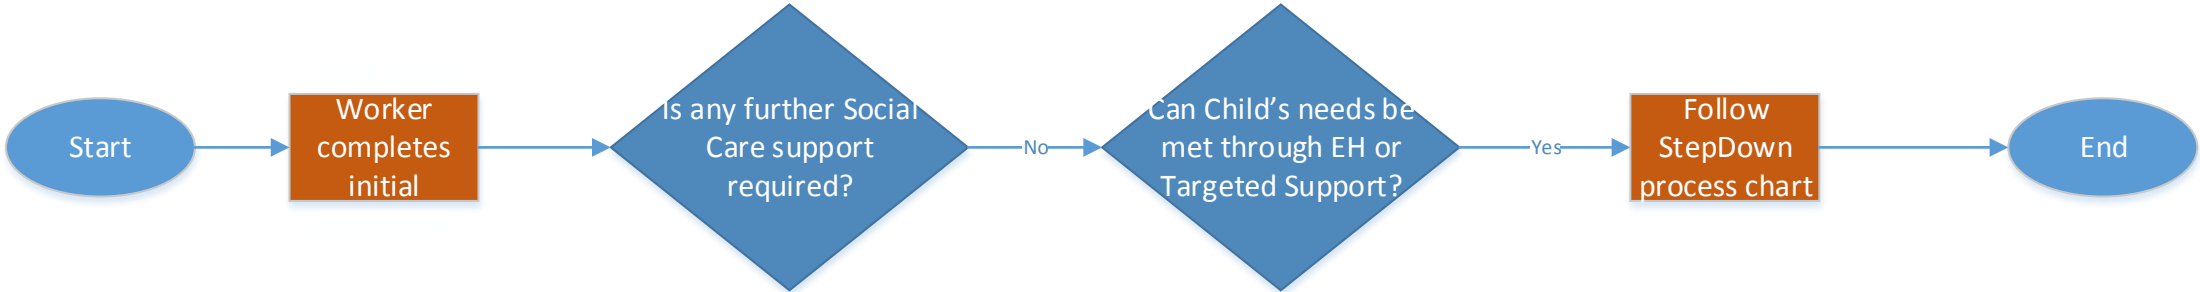 Start
Worker
completes
initial
Is any further Social
Care support
required?
No
Can Child’s needs be
met through EH or
Targeted Support?
Yes
Follow
StepDown
process chart
End